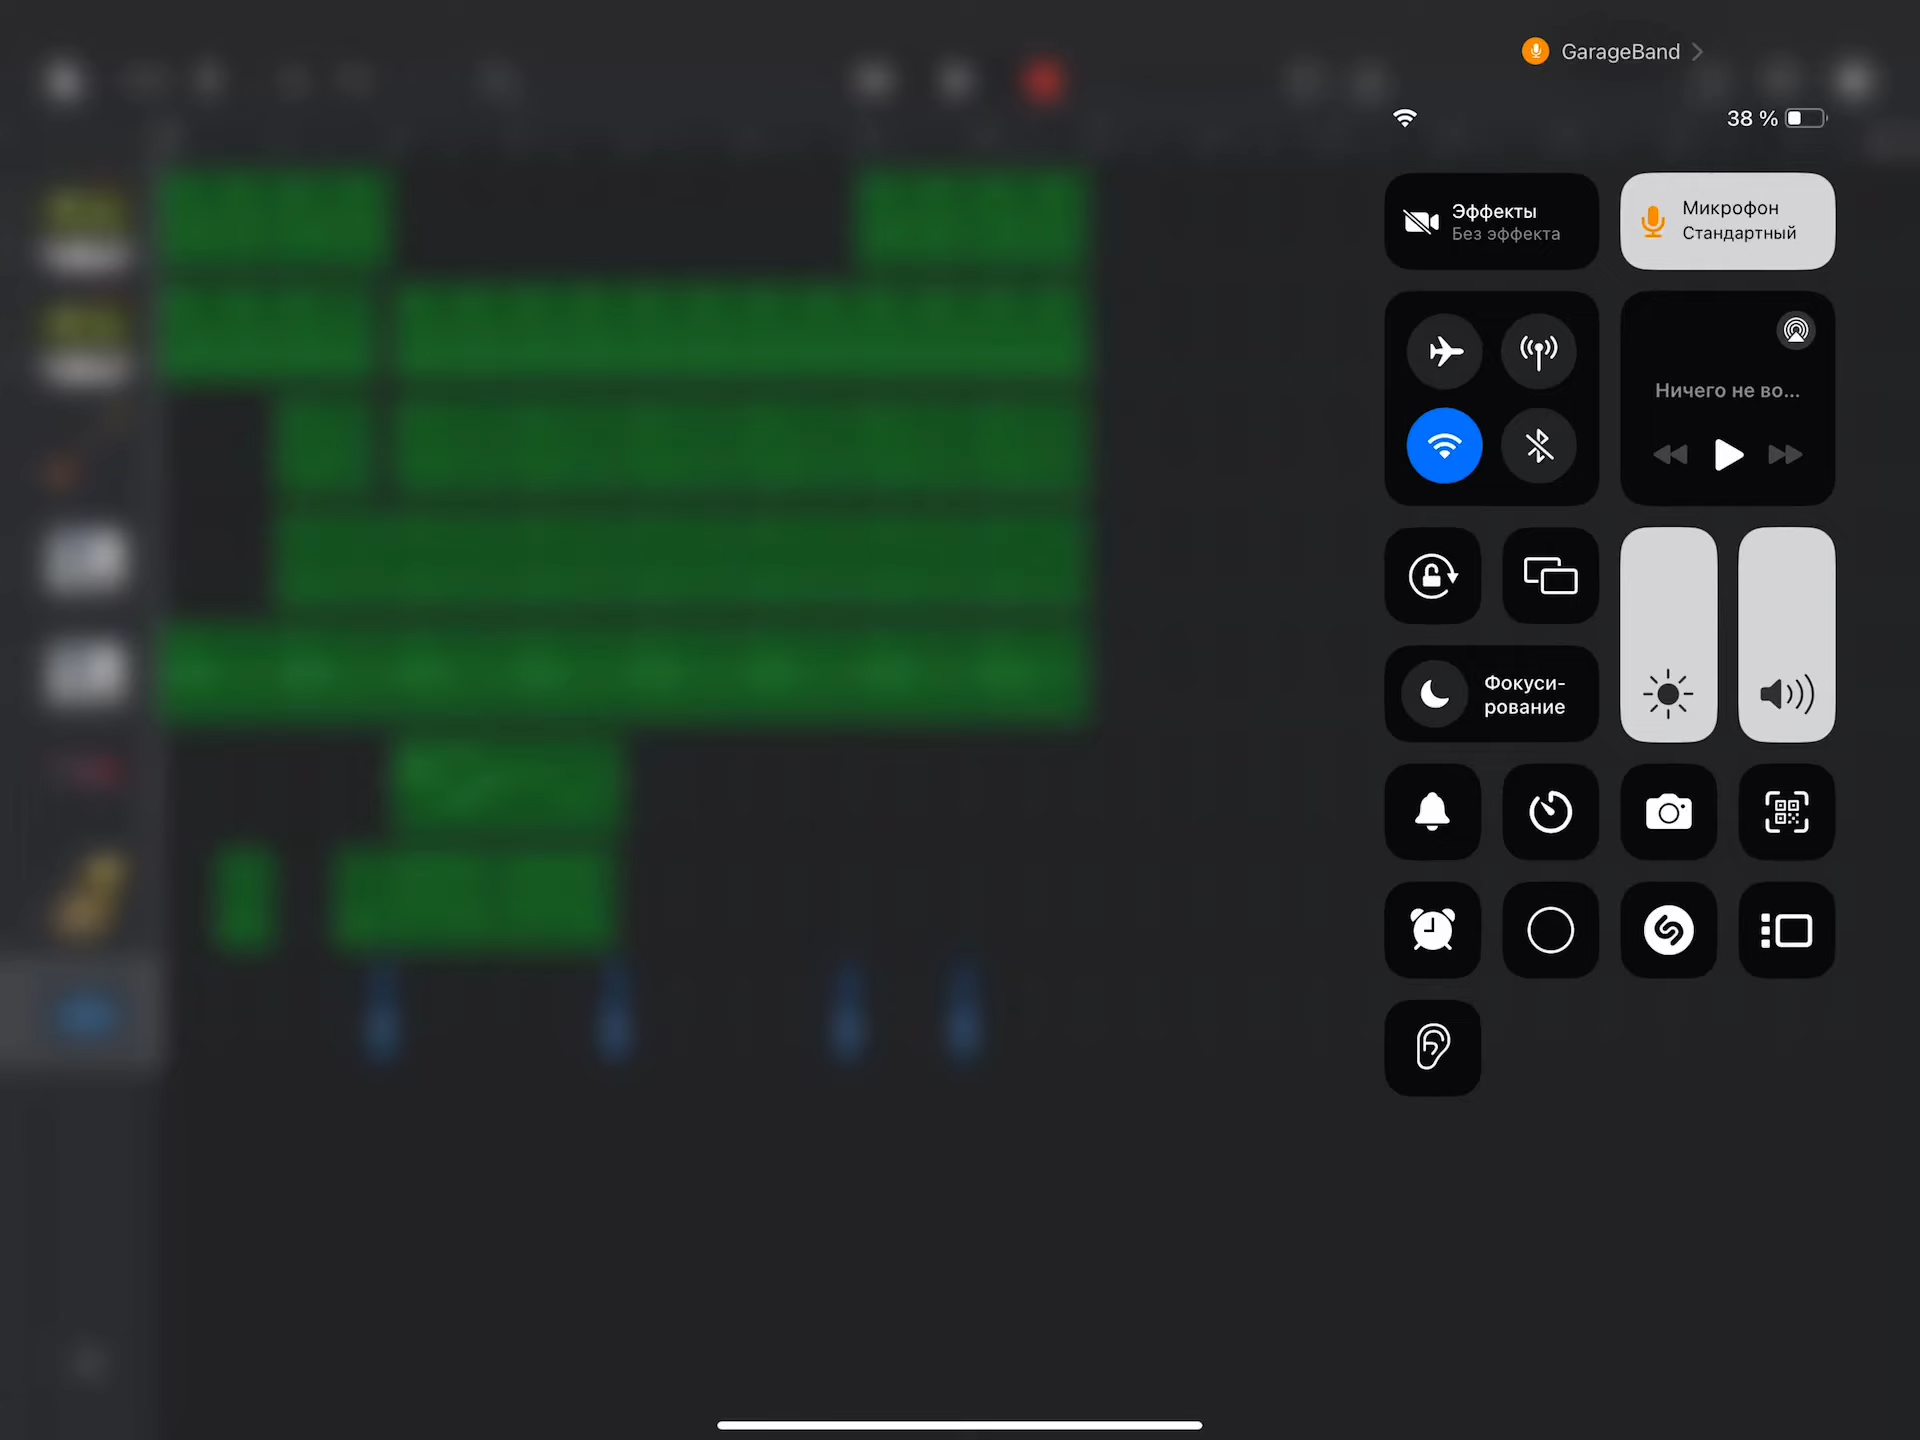 GarageBand
38 %
Эффекты
Без эффекта
Микрофон
Стандартный
Ничего не во...
Фокуси-
рование